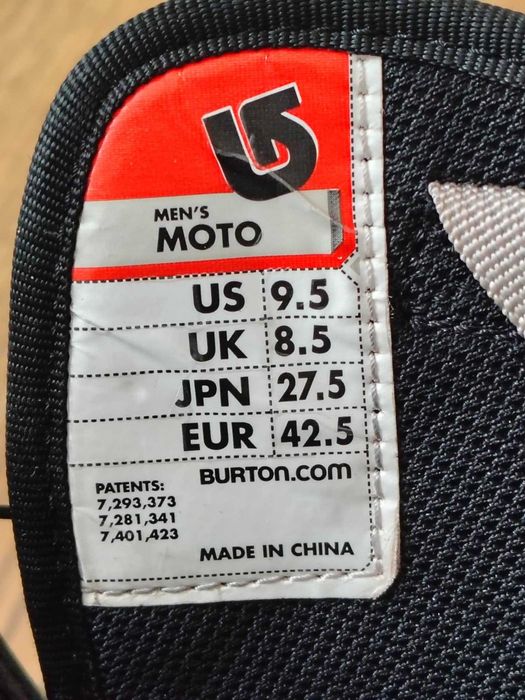 MEN'S
MOTO
US 9.5
UK 8.5
JPN 27.5
EUR 42.5
BURTON.COM
PATENTS:
7,293,373
7,281,341
7,401,423
MADE IN CHINA